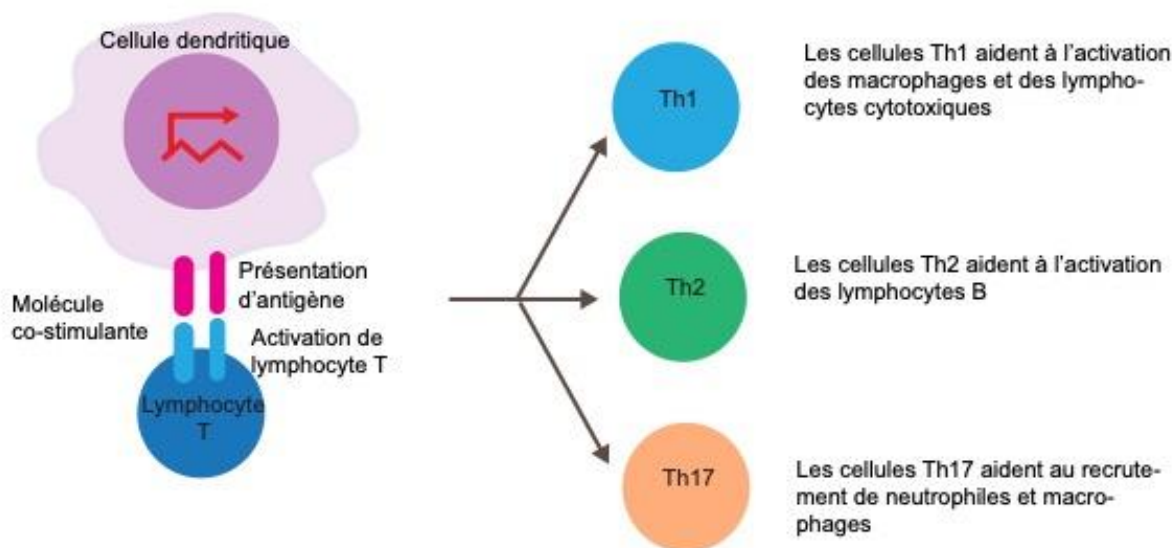 Cellule dendritique
Présentation
d'antigène
Molécule
co-stimulante
Activation de
lymphocyte T
Lymphocyte
T
Th1
Les cellules Th1 aident à l'activation
des macrophages et des lympho-
cytes cytotoxiques
Th2
Les cellules Th2 aident à l'activation
des lymphocytes B
Th17
Les cellules Th17 aident au recrute-
ment de neutrophiles et macro-
phages